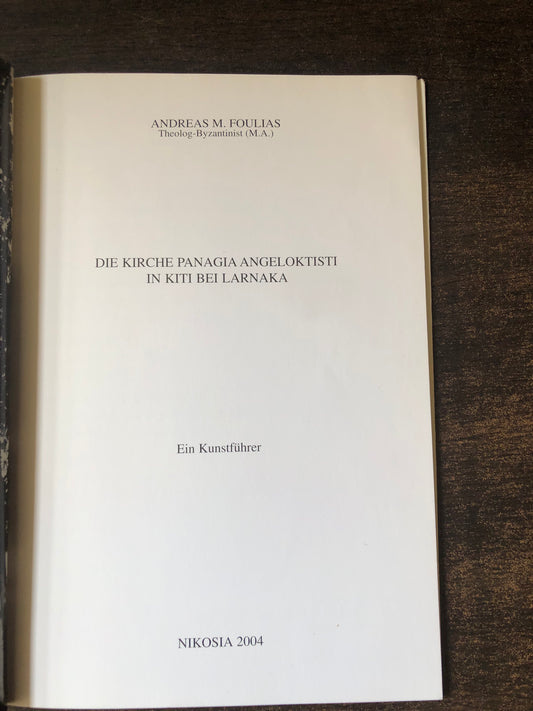 ANDREAS M. FOULIAS
Theolog-Byzantinist (M.A.)
DIE KIRCHE PANAGIA ANGELOKTISTI
IN KITI BEI LARNAKA
Ein Kunstführer
NIKOSIA 2004